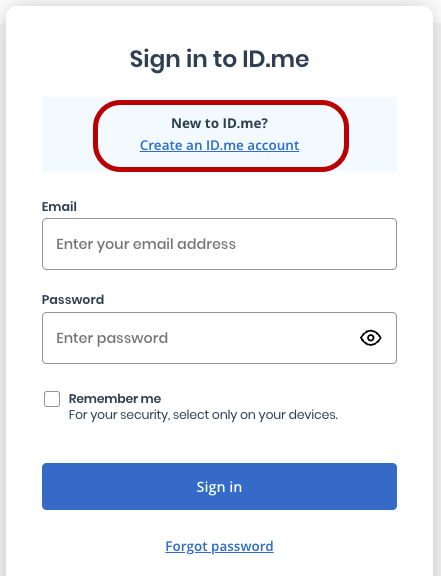 Sign in to ID.me
New to ID.me?
Create an ID.me account
Email
Enter your email address
Password
Enter password
Remember me
For your security, select only on your devices.
Sign in
Forgot password